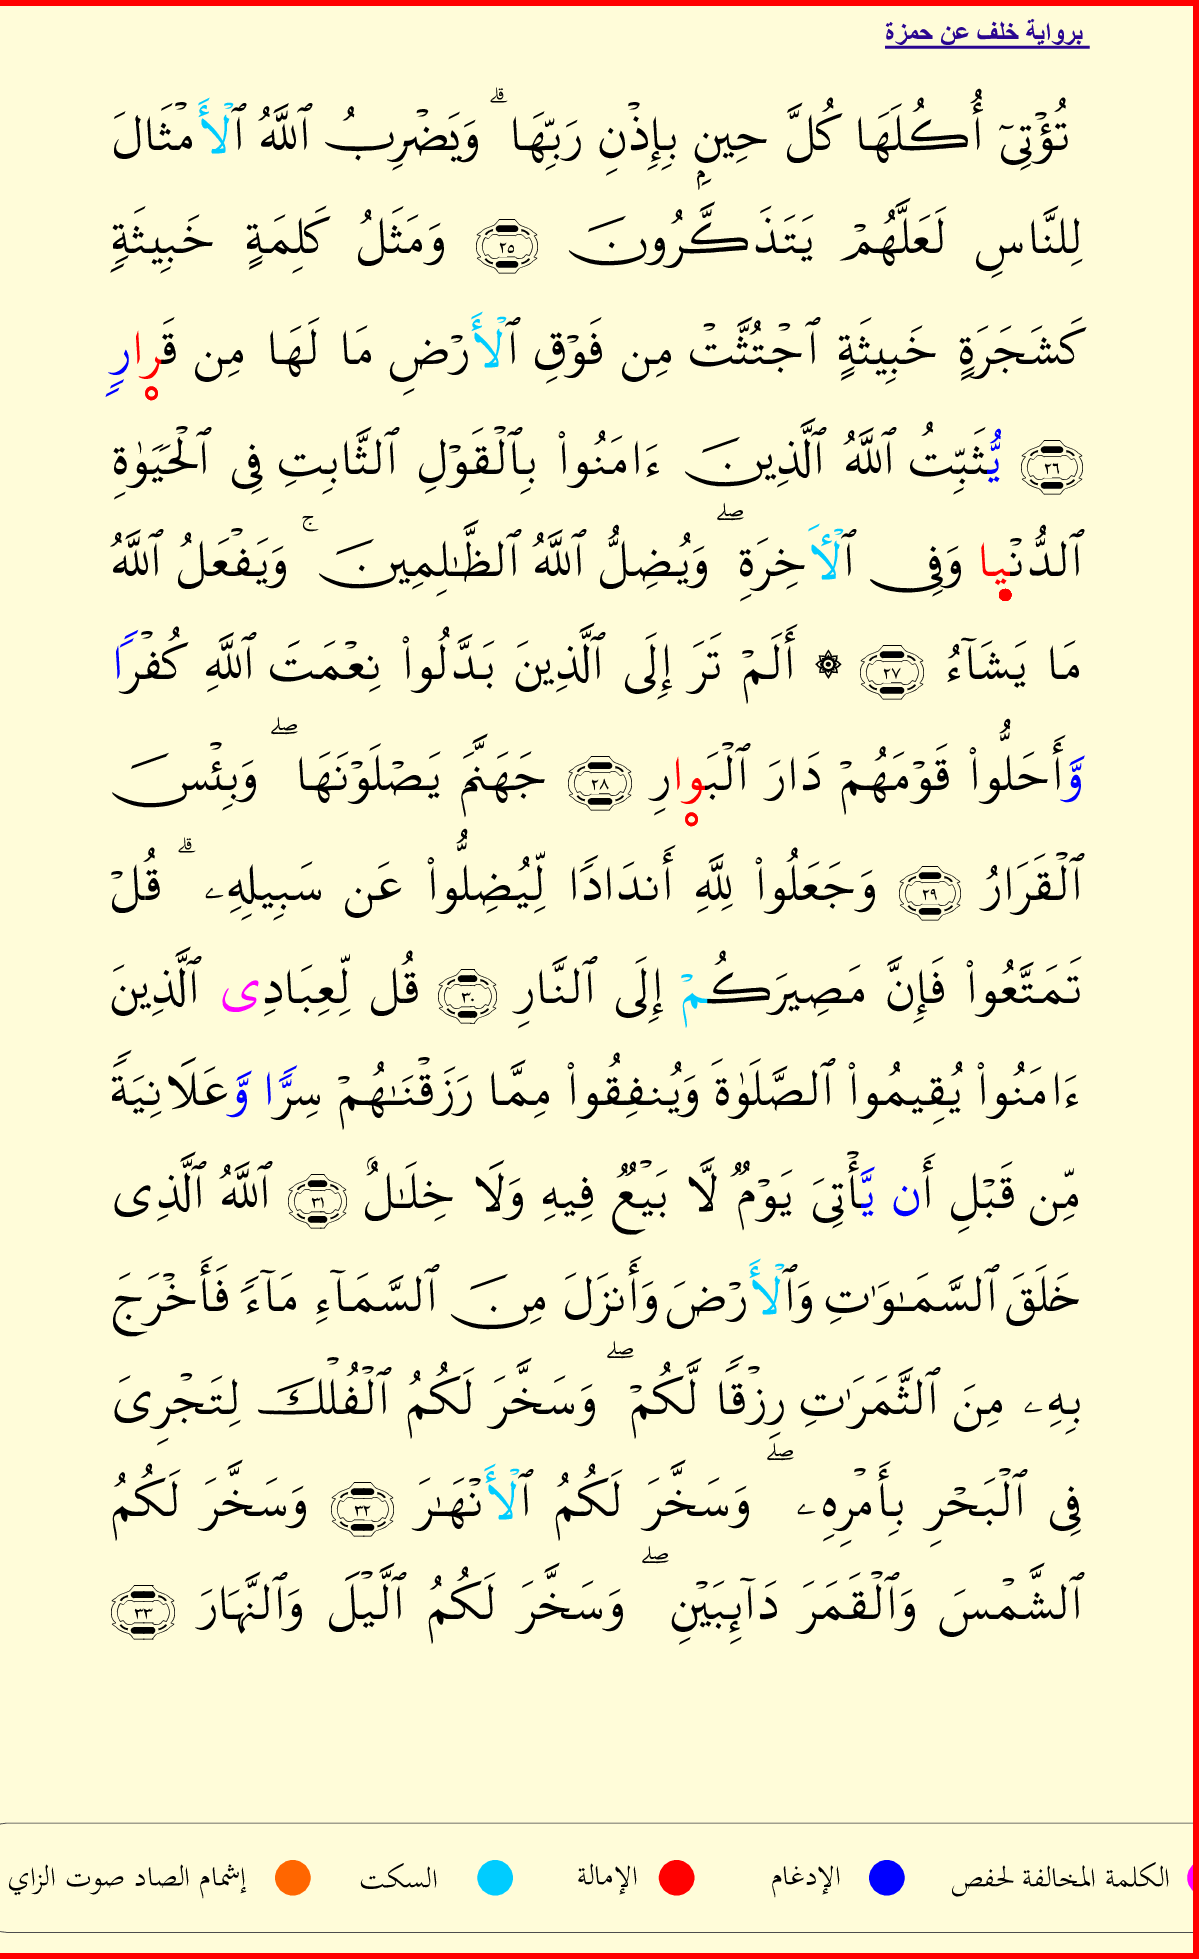 برواية خلف عن حمزة
تُؤۡتِيٓ أُكُلَهَا كُلَّ حِينِۭ بِإِذۡنِ رَبِّهَاۗ وَيَضۡرِبُ ٱللَّهُ ٱلۡأَمۡثَالَ
لِلنَّاسِ لَعَلَّهُمۡ يَتَذَكَّرُونَ ٢٥ وَمَثَلُ كَلِمَةٍ خَبِيثَةٖ
كَشَجَرَةٍ خَبِيثَةٍ ٱجۡتُثَّتۡ مِن فَوۡقِ ٱلۡأَرۡضِ مَا لَهَا مِن قَرارٖ
٢٦ يُّثَبِّتُ ٱللَّهُ ٱلَّذِينَ ءَامَنُواْ بِٱلۡقَوۡلِ ٱلثَّابِتِ فِي ٱلۡحَيَوٰةِ
ٱلدُّنۡيا وَفِي ٱلۡأَخِرَةِۖ وَيُضِلُّ ٱللَّهُ ٱلظَّٰلِمِينَۚ وَيَفۡعَلُ ٱللَّهُ
مَا يَشَآءُ ٢٧ ۞ أَلَمۡ تَرَ إِلَى ٱلَّذِينَ بَدَّلُواْ نِعۡمَتَ ٱللَّهِ كُفۡرٗا
وَّأَحَلُّواْ قَوۡمَهُمۡ دَارَ ٱلۡبَوارِ ٢٨ جَهَنَّمَ يَصۡلَوۡنَهَاۖ وَبِئۡسَ
ٱلۡقَرَارُ ٢٩ وَجَعَلُواْ لِلَّهِ أَندَادٗا لِّيُضِلُّواْ عَن سَبِيلِهِۦۗ قُلۡ
تَمَتَّعُواْ فَإِنَّ مَصِيرَكُمۡ إِلَى ٱلنَّارِ ٣٠ قُل لِّعِبَادِي ٱلَّذِينَ
ءَامَنُواْ يُقِيمُواْ ٱلصَّلَوٰةَ وَيُنفِقُواْ مِمَّا رَزَقۡنَٰهُمۡ سِرّٗا وَّعَلَانِيَةٗ
مِّن قَبۡلِ أَن يَّأۡتِيَ يَوۡمٞ لَّا بَيۡعٞ فِيهِ وَلَا خِلَٰلٌ ٣١ ٱللَّهُ ٱلَّذِي
خَلَقَ ٱلسَّمَٰوَٰتِ وَٱلۡأَرۡضَ وَأَنزَلَ مِنَ ٱلسَّمَآءِ مَآءٗ فَأَخۡرَجَ
بِهِۦ مِنَ ٱلثَّمَرَٰتِ رِزۡقٗا لَّكُمۡۖ وَسَخَّرَ لَكُمُ ٱلۡفُلۡكَ لِتَجۡرِيَ
فِي ٱلۡبَحۡرِ بِأَمۡرِهِۦۖ وَسَخَّرَ لَكُمُ ٱلۡأَنۡهَٰرَ ٣٢ وَسَخَّرَ لَكُمُ
ٱلشَّمۡسَ وَٱلۡقَمَرَ دَآئِبَيۡنِۖ وَسَخَّرَ لَكُمُ ٱلَّيۡلَ وَٱلنَّهَارَ ٣٣
الكلمة المخالفة لحفص الإدغام الإمالة السكت إشمام الصاد صوت الزاي